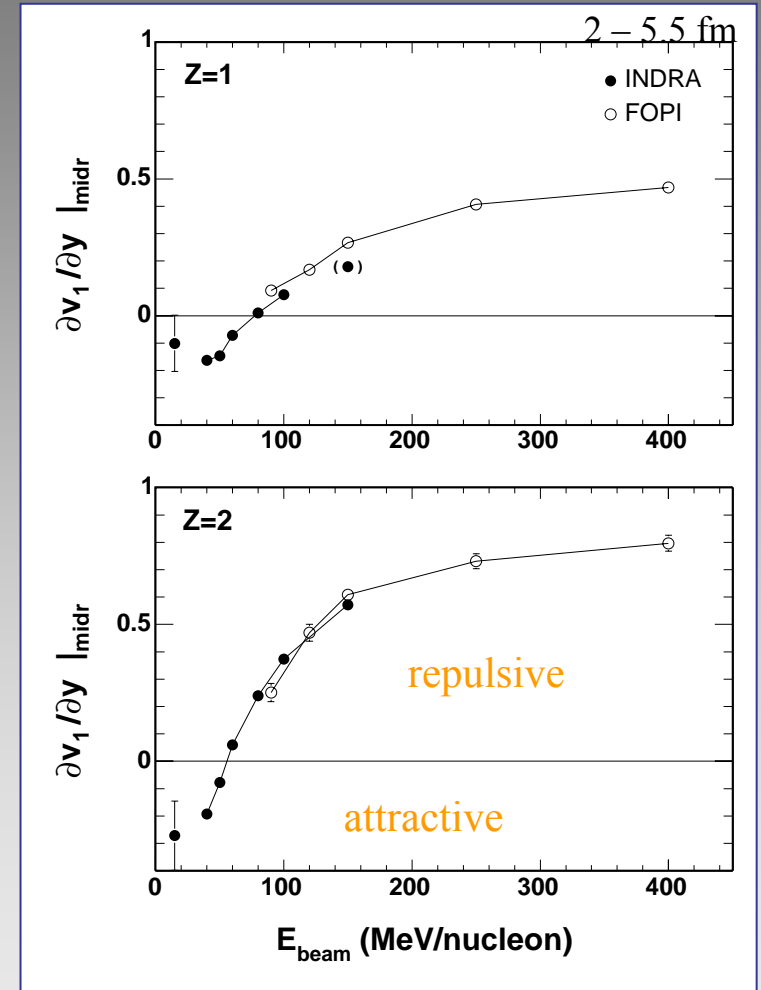 2 – 5.5 fm
1
Z=1
● INDRA
○ FOPI
0.5
∂v₁/∂y |midr
( ● )
0
0 100 200 300 400
1
Z=2
0.5
∂v₁/∂y |midr
repulsive
0
attractive
0 100 200 300 400
E_beam (MeV/nucleon)